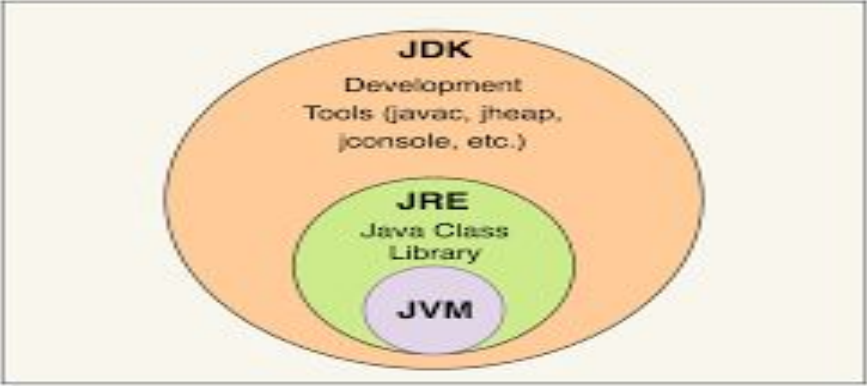 JDK
Development
Tools (javac, jheap,
jconsole, etc.)
JRE
Java Class
Library
JVM